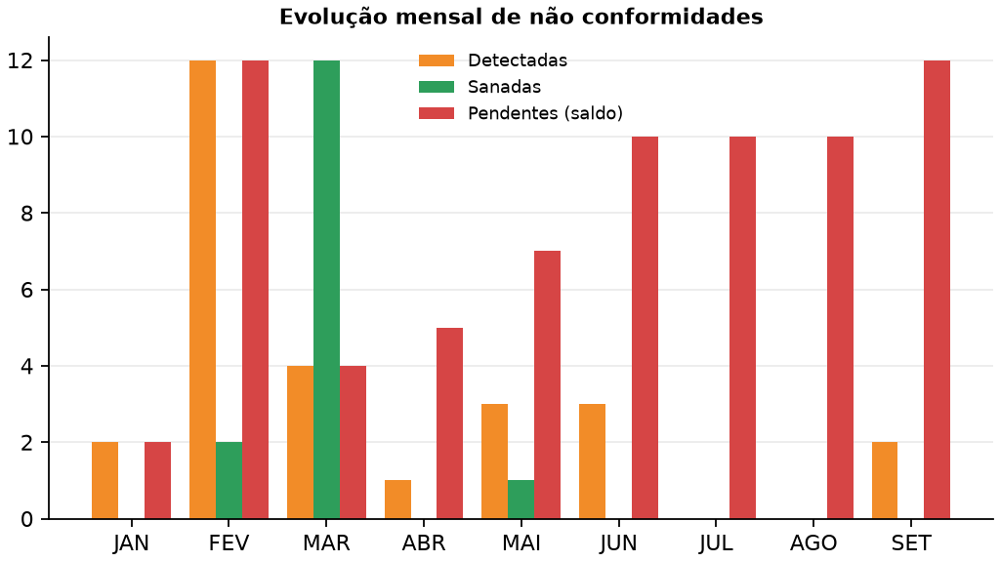 Evolução mensal de não conformidades
Detectadas
Sanadas
Pendentes (saldo)
12
10
8
6
4
2
0
JAN FEV MAR ABR MAI JUN JUL AGO SET